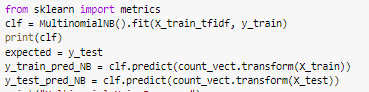 from sklearn import metrics
clf = MultinomialNB().fit(X_train_tfidf, y_train)
print(clf)
expected = y_test
y_train_pred_NB = clf.predict(count_vect.transform(X_train))
y_test_pred_NB = clf.predict(count_vect.transform(X_test))